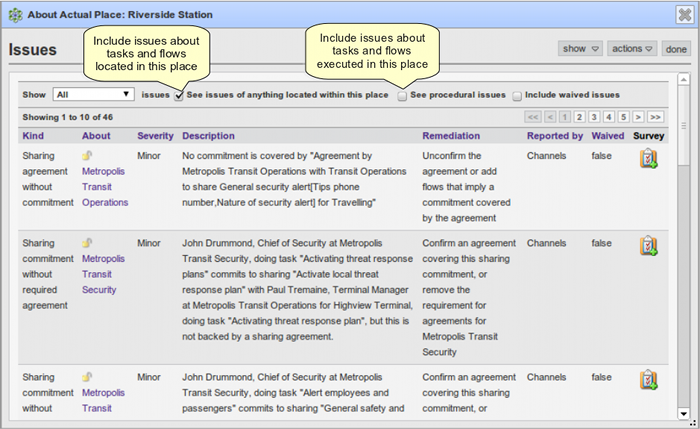 About Actual Place: Riverside Station
Issues
Include issues about
tasks and flows
located in this place
Include issues about
tasks and flows
executed in this place
show
actions
done
Show All issues See issues of anything located within this place See procedural issues Include waived issues
Showing 1 to 10 of 46
<< < 1 2 3 4 5 > >>
Kind About Severity Description Remediation Reported by Waived Survey
Sharing
agreement
without
commitment
Metropolis
Transit
Operations
Minor
No commitment is covered by "Agreement by
Metropolis Transit Operations with Transit Operations
to share General security alert[Tips phone
number,Nature of security alert] for Travelling"
Unconfirm the
agreement or add
flows that imply a
commitment covered
by the agreement
Channels
false
Sharing
commitment
without
required
agreement
Metropolis
Transit
Security
Minor
John Drummond, Chief of Security at Metropolis
Transit Security, doing task "Activating threat response
plans" commits to sharing "Activate local threat
response plan" with Paul Tremaine, Terminal Manager
at Metropolis Transit Operations for Highview Terminal,
doing task "Activating threat response plan", but this is
not backed by a sharing agreement.
Confirm an agreement
covering this sharing
commitment, or
remove the
requirement for
agreements for
Metropolis Transit
Security
Channels
false
Sharing
commitment
without
Metropolis
Transit
Minor
John Drummond, Chief of Security at Metropolis
Transit Security, doing task "Alert employees and
passengers" commits to sharing "General safety and
Confirm an agreement
covering this sharing
commitment, or
Channels
false